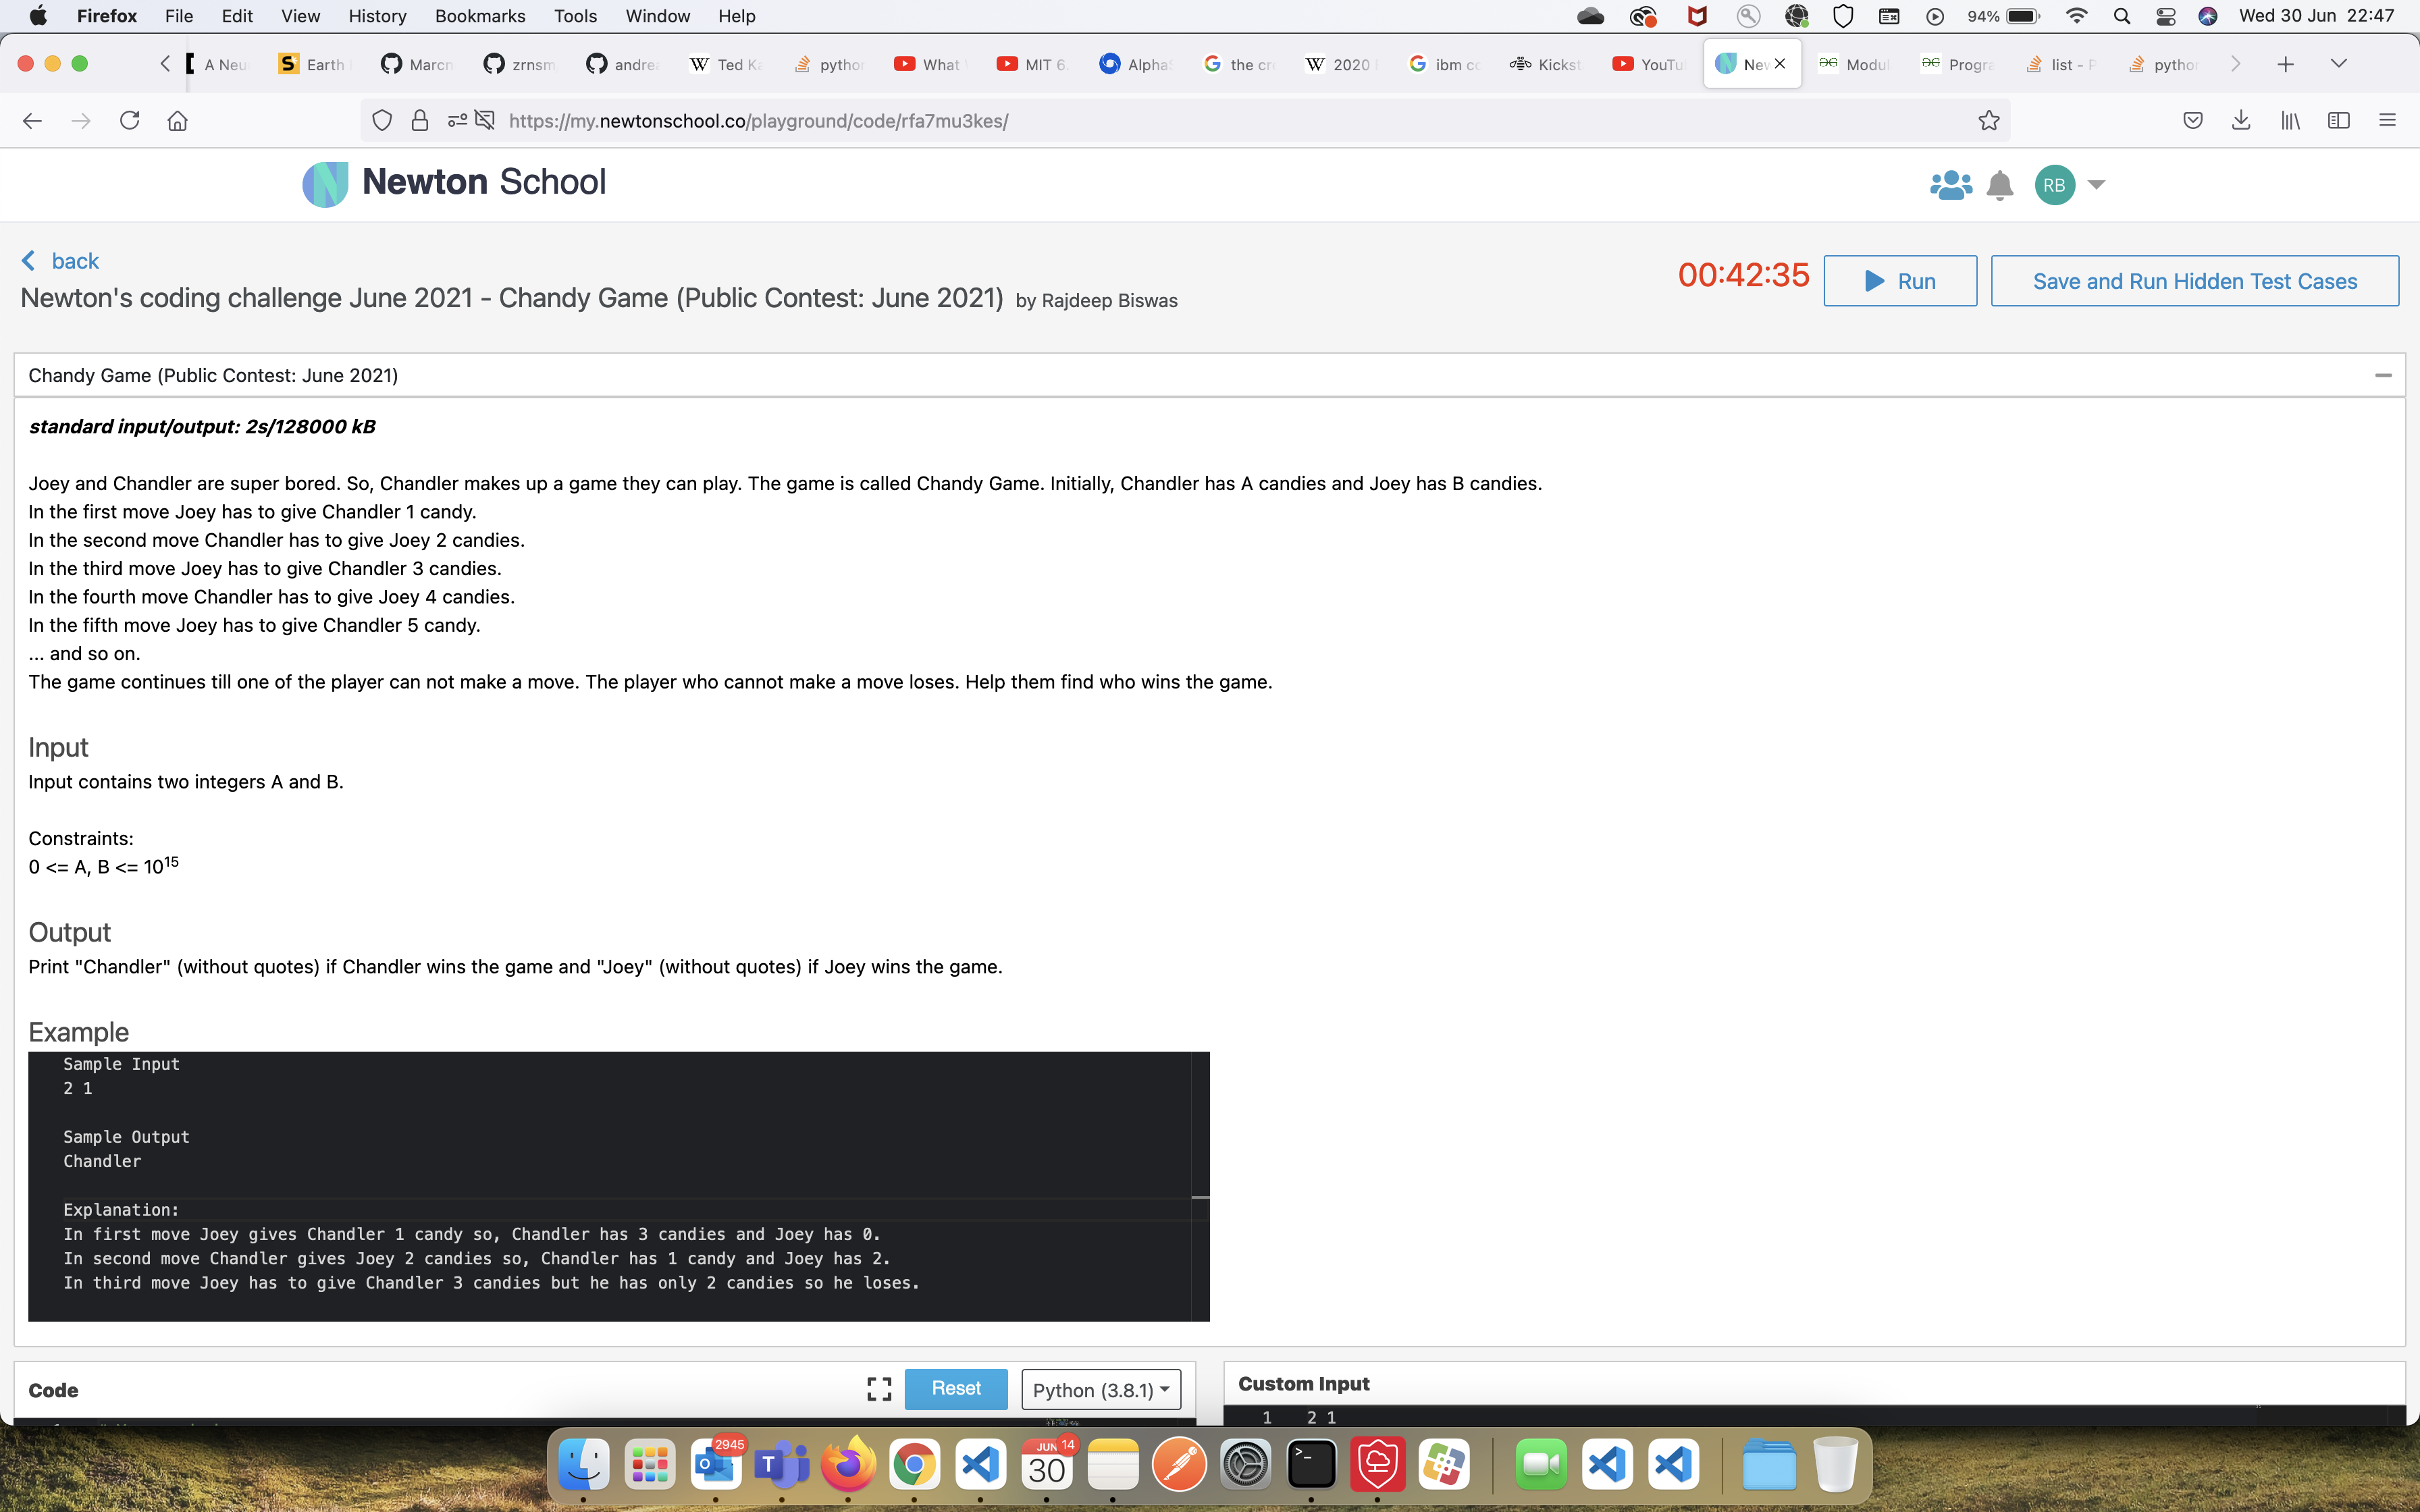 Firefox File Edit View History Bookmarks Tools Window Help 94% Wed 30 Jun 22:47
A Neu Earth Marcn zrnsm andrea Ted Ka python What MIT 6. Alpha the cr 2020 ibm co Kickst YouTu New Modul Progra list - P python
https://my.newtonschool.co/playground/code/rfa7mu3kes/
Newton School
RB
back
00:42:35 Run Save and Run Hidden Test Cases
Newton's coding challenge June 2021 - Chandy Game (Public Contest: June 2021) by Rajdeep Biswas
Chandy Game (Public Contest: June 2021)
standard input/output: 2s/128000 kB
Joey and Chandler are super bored. So, Chandler makes up a game they can play. The game is called Chandy Game. Initially, Chandler has A candies and Joey has B candies.
In the first move Joey has to give Chandler 1 candy.
In the second move Chandler has to give Joey 2 candies.
In the third move Joey has to give Chandler 3 candies.
In the fourth move Chandler has to give Joey 4 candies.
In the fifth move Joey has to give Chandler 5 candy.
... and so on.
The game continues till one of the player can not make a move. The player who cannot make a move loses. Help them find who wins the game.
Input
Input contains two integers A and B.
Constraints:
0 <= A, B <= 10^15
Output
Print "Chandler" (without quotes) if Chandler wins the game and "Joey" (without quotes) if Joey wins the game.
Example
Sample Input
2 1
Sample Output
Chandler
Explanation:
In first move Joey gives Chandler 1 candy so, Chandler has 3 candies and Joey has 0.
In second move Chandler gives Joey 2 candies so, Chandler has 1 candy and Joey has 2.
In third move Joey has to give Chandler 3 candies but he has only 2 candies so he loses.
Code Reset Python (3.8.1) Custom Input
1 2 1
2945 JUN 14
30